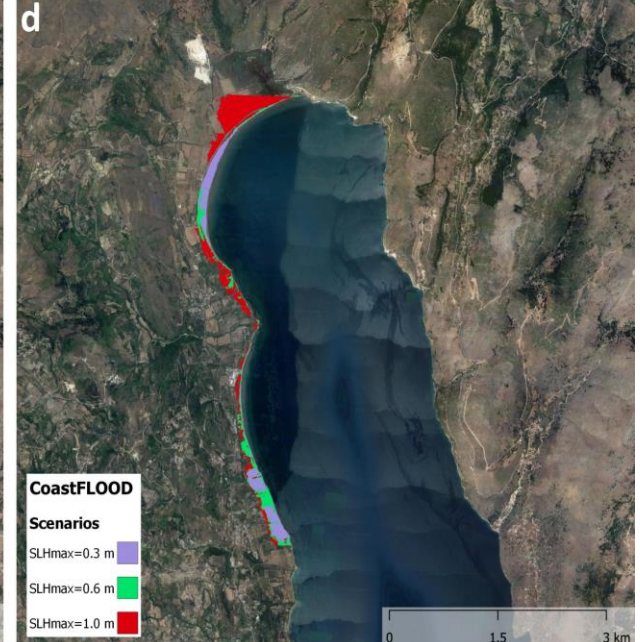 d
CoastFLOOD
Scenarios
SLHmax=0.3 m
SLHmax=0.6 m
SLHmax=1.0 m
0 1.5 3 km